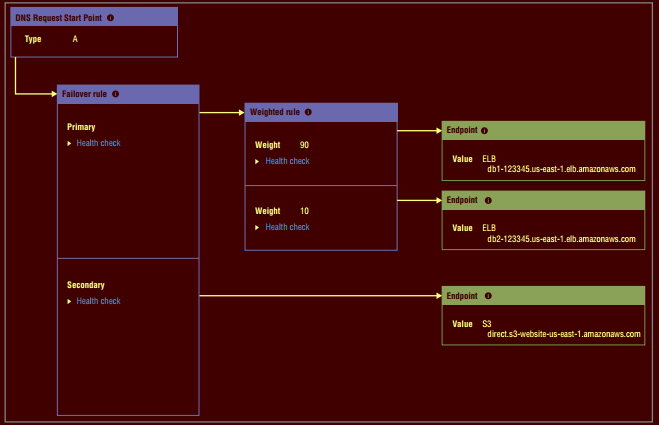 DNS Request Start Point
Type A
Failover rule
Primary
Health check
Weighted rule
Weight 90
Health check
Weight 10
Health check
Endpoint
Value ELB
db1-123345.us-east-1.elb.amazonaws.com
Endpoint
Value ELB
db2-123345.us-east-1.elb.amazonaws.com
Secondary
Health check
Endpoint
Value S3
direct.s3-website-us-east-1.amazonaws.com